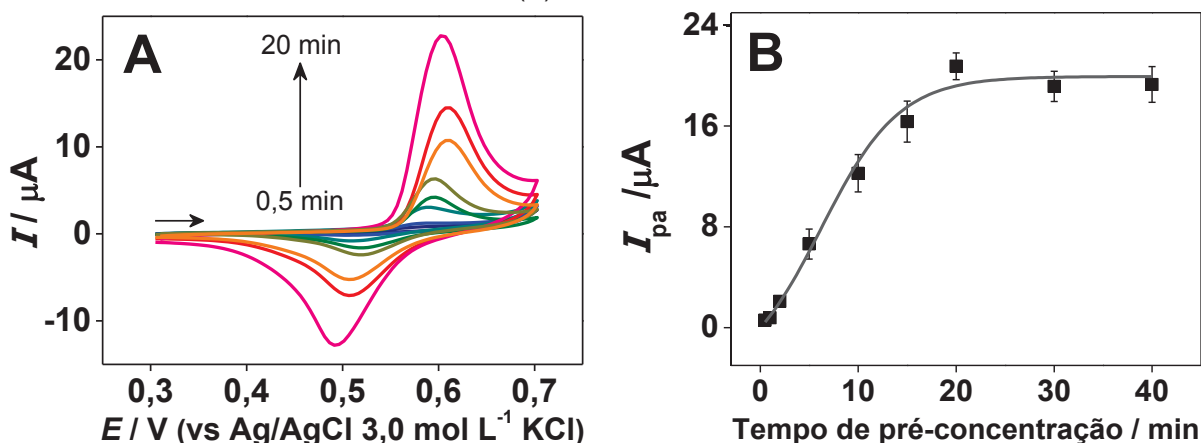 A
20 min
0,5 min
20
10
0
-10
I / µA
0,3 0,4 0,5 0,6 0,7
E / V (vs Ag/AgCl 3,0 mol L⁻¹ KCl)
B
24
16
8
0
I pa /µA
0 10 20 30 40
Tempo de pré-concentração / min